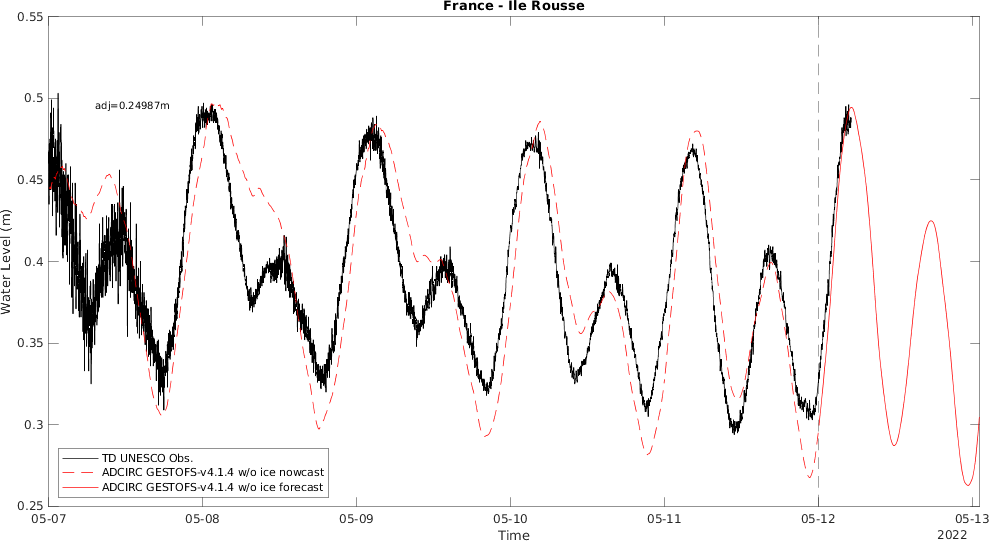 France - Ile Rousse
0.55
0.5
0.45
0.4
0.35
0.3
0.25
Water Level (m)
adj=0.24987m
TD UNESCO Obs.
ADCIRC GESTOFS-v4.1.4 w/o ice nowcast
ADCIRC GESTOFS-v4.1.4 w/o ice forecast
05-07
05-08
05-09
05-10
05-11
05-12
05-13
Time
2022